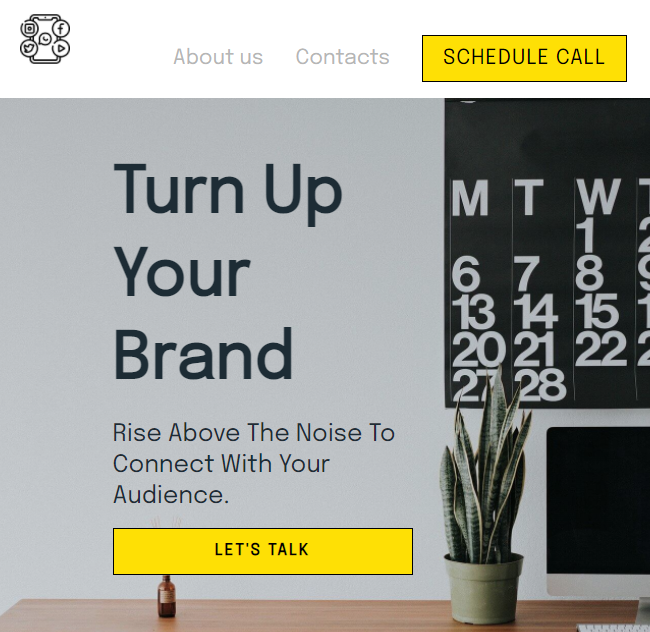 About us Contacts SCHEDULE CALL
Turn Up
Your
Brand
Rise Above The Noise To
Connect With Your
Audience.
LET'S TALK
M T W
1
6 7 8
13 14 15
20 21 22
27 28